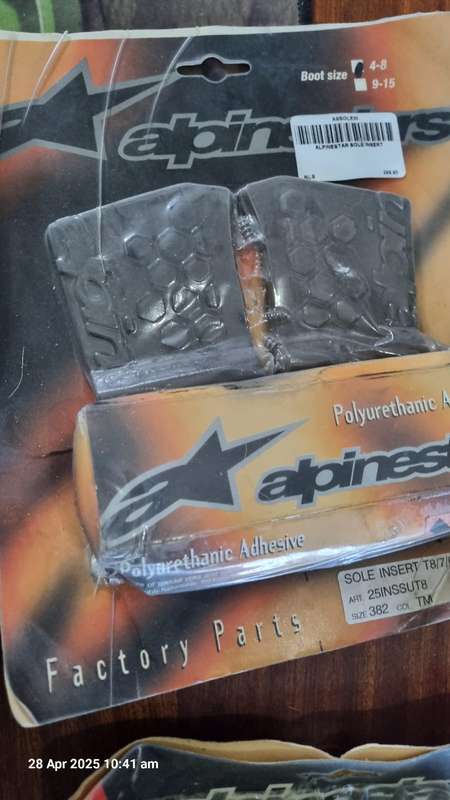 Boot size 4-8
9-15
alpinestars
ASSOLEIN
ALPINESTAR SOLE INSERT
Polyurethanic A
alpinest
Polyurethanic Adhesive
SOLE INSERT T8/7/
ART. 25INSSUT8
SIZE 382 COL. TM
Factory Parts
28 Apr 2025 10:41 am